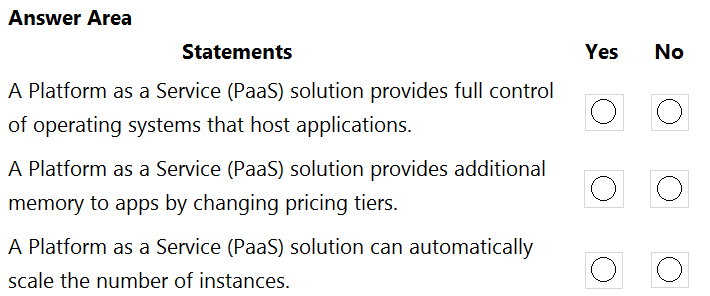 Answer Area
Statements Yes No
A Platform as a Service (PaaS) solution provides full control
of operating systems that host applications.
A Platform as a Service (PaaS) solution provides additional
memory to apps by changing pricing tiers.
A Platform as a Service (PaaS) solution can automatically
scale the number of instances.